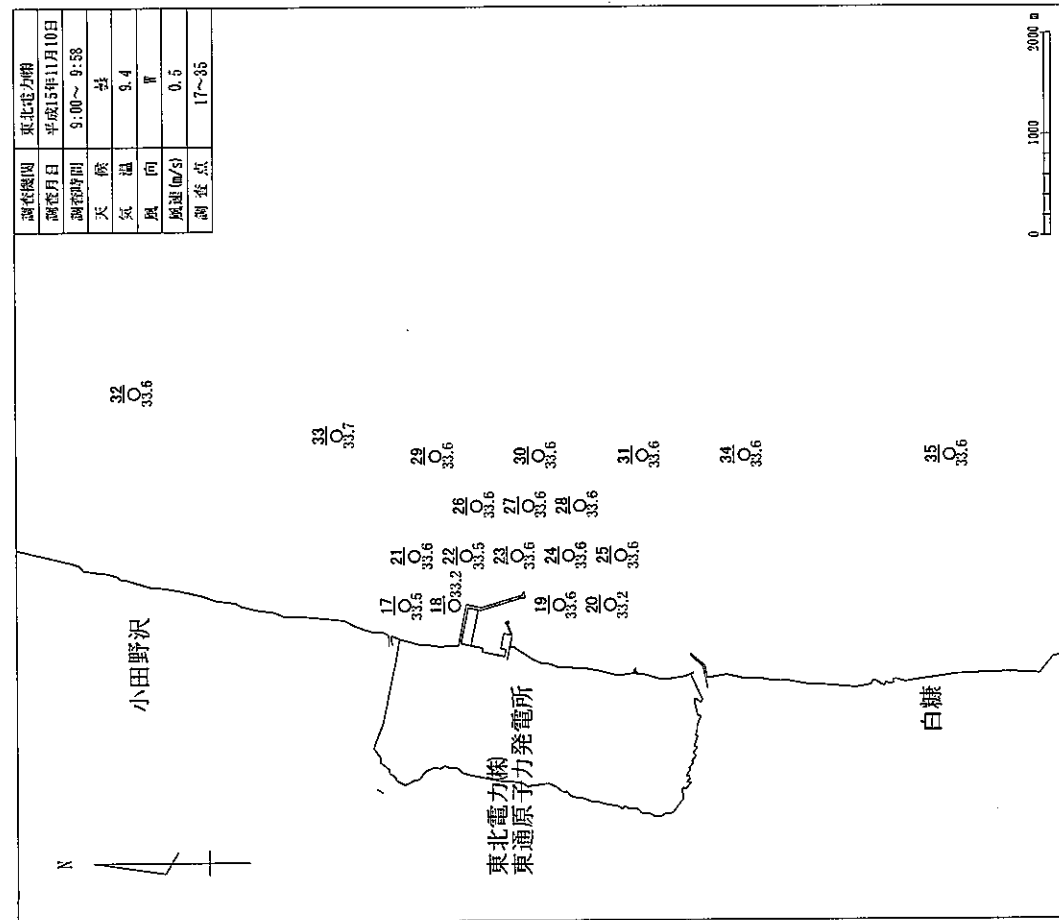 調査機関 東北電力㈱
調査月日 平成15年11月10日
調査時間 9:00～ 9:58
天 候 曇
気 温 9.4
風 向 W
風速(m/s) 0.5
調 査 点 17～35
N
小田野沢
東北電力㈱
東通原子力発電所
白糠
32
33.6
33
33.7
29
33.6
30
33.6
31
33.6
34
33.6
35
33.6
26
33.6
27
33.6
28
33.6
21
33.6
22
33.5
23
33.6
24
33.6
25
33.6
17
33.5
18
33.2
19
33.6
20
33.2
0 1000 2000 m